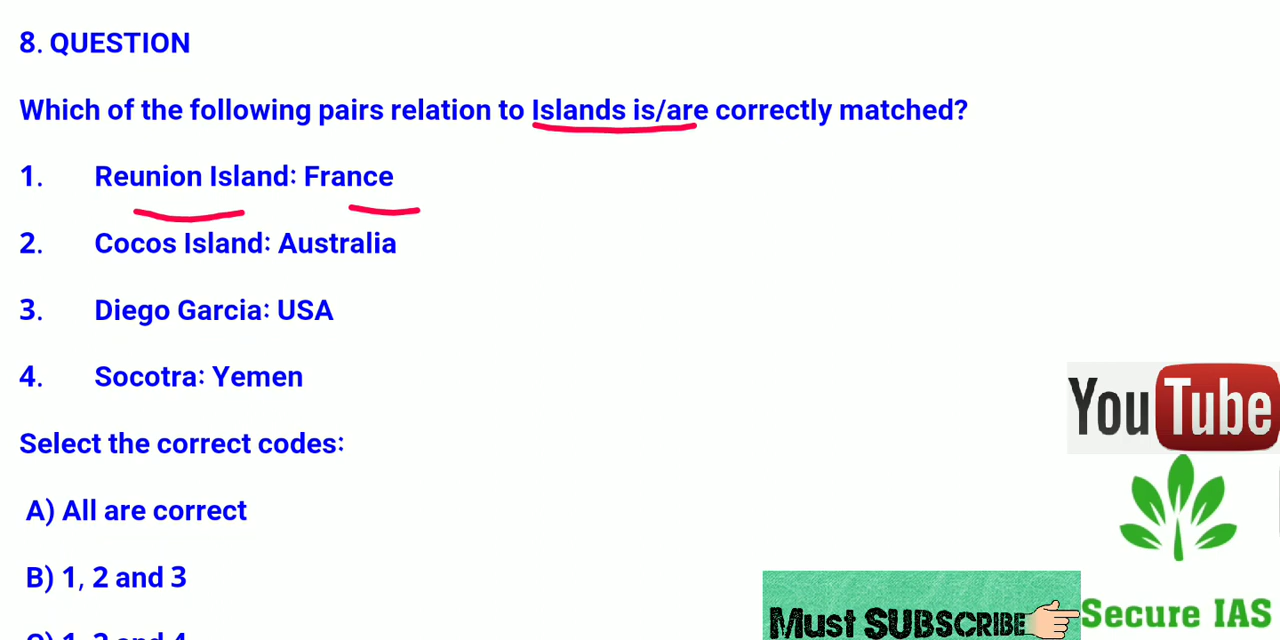 8. QUESTION
Which of the following pairs relation to Islands is/are correctly matched?
1. Reunion Island: France
2. Cocos Island: Australia
3. Diego Garcia: USA
4. Socotra: Yemen
Select the correct codes:
A) All are correct
B) 1, 2 and 3
and 4
YouTube
Must SUBSCRIBE
Secure IAS